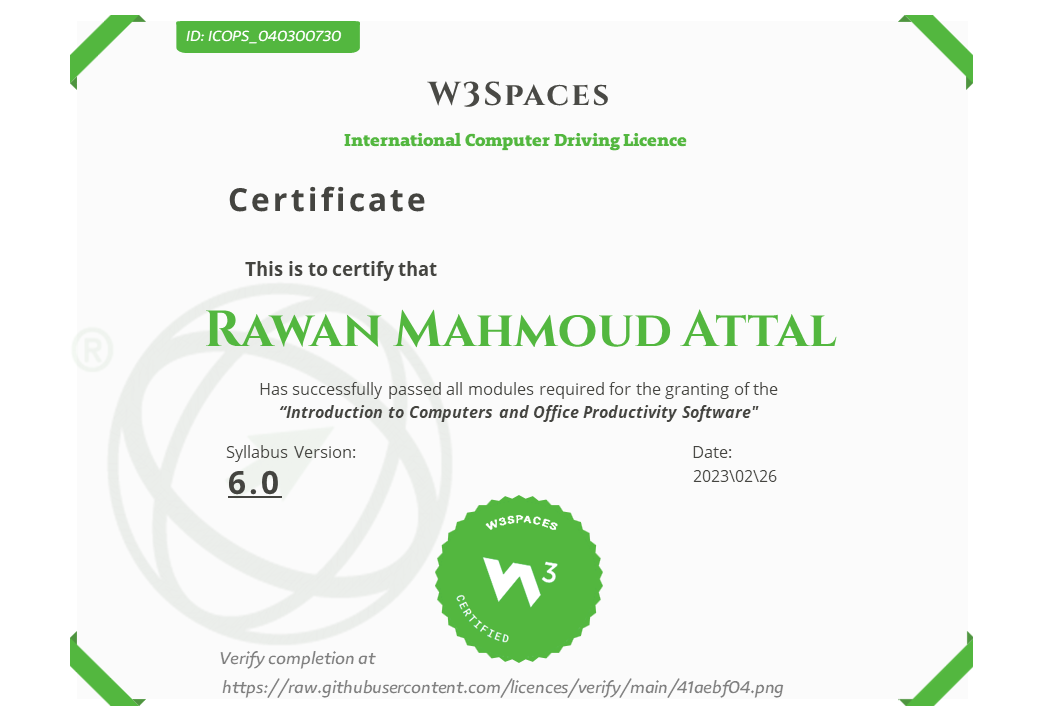 ID: ICOPS_040300730
W3Spaces
International Computer Driving Licence
Certificate
This is to certify that
Rawan Mahmoud Attal
Has successfully passed all modules required for the granting of the
“Introduction to Computers and Office Productivity Software"
Syllabus Version:
6.0
Date:
2023\02\26
®
W3SPACES
W3
CERTIFIED
Verify completion at
https://raw.githubusercontent.com/licences/verify/main/41aebf04.png